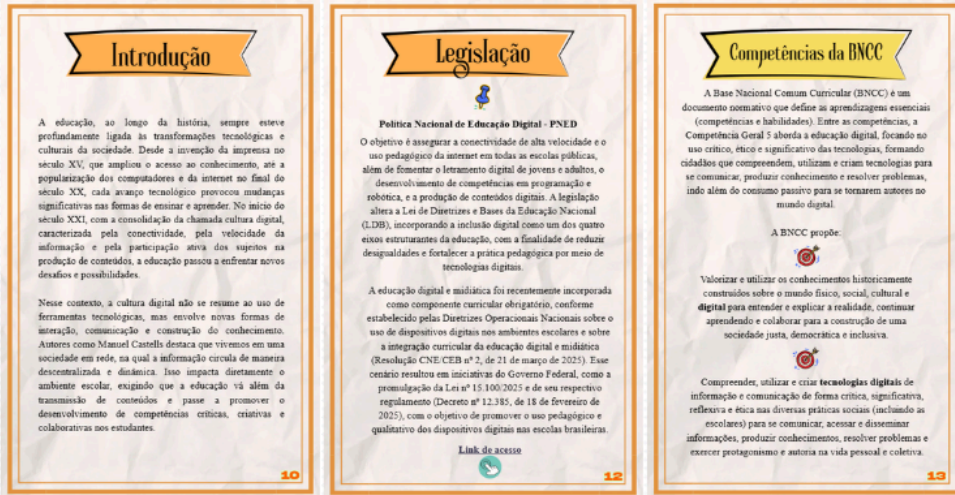 Introdução
A educação, ao longo da história, sempre esteve
profundamente ligada às transformações tecnológicas e
culturais da sociedade. Desde a invenção da imprensa no
século XV, que ampliou o acesso ao conhecimento, até a
popularização dos computadores e da internet no final do
século XX, cada avanço tecnológico provocou mudanças
significativas nas formas de ensinar e aprender. No início do
século XXI, com a consolidação da chamada cultura digital,
caracterizada pela conectividade, pela velocidade da
informação e pela participação ativa dos sujeitos na
produção de conteúdos, a educação passou a enfrentar novos
desafios e possibilidades.
Nesse contexto, a cultura digital não se resume ao uso de
ferramentas tecnológicas, mas envolve novas formas de
interação, comunicação e construção do conhecimento.
Autores como Manuel Castells destaca que vivemos em uma
sociedade em rede, na qual a informação circula de maneira
descentralizada e dinâmica. Isso impacta diretamente o
ambiente escolar, exigindo que a educação vá além da
transmissão de conteúdos e passe a promover o
desenvolvimento de competências críticas, criativas e
colaborativas nos estudantes.
10
Legislação
Política Nacional de Educação Digital - PNED
O objetivo é assegurar a conectividade de alta velocidade e o
uso pedagógico da internet em todas as escolas públicas,
além de fomentar o letramento digital de jovens e adultos, o
desenvolvimento de competências em programação e
robótica, e a produção de conteúdos digitais. A legislação
altera a Lei de Diretrizes e Bases da Educação Nacional
(LDB), incorporando a inclusão digital como um dos quatro
eixos estruturantes da educação, com a finalidade de reduzir
desigualdades e fortalecer a prática pedagógica por meio de
tecnologias digitais.
A educação digital e midiática foi recentemente incorporada
como componente curricular obrigatório, conforme
estabelecido pelas Diretrizes Operacionais Nacionais sobre o
uso de dispositivos digitais nos ambientes escolares e sobre
a integração curricular da educação digital e midiática
(Resolução CNE/CEB nº 2, de 21 de março de 2025). Esse
cenário resultou em iniciativas do Governo Federal, como a
promulgação da Lei nº 15.100/2025 e de seu respectivo
regulamento (Decreto nº 12.385, de 18 de fevereiro de
2025), com o objetivo de promover o uso pedagógico e
qualitativo dos dispositivos digitais nas escolas brasileiras.
Link de acesso
12
Competências da BNCC
A Base Nacional Comum Curricular (BNCC) é um
documento normativo que define as aprendizagens essenciais
(competências e habilidades). Entre as competências, a
Competência Geral 5 aborda a educação digital, focando no
uso crítico, ético e significativo das tecnologias, formando
cidadãos que compreendem, utilizam e criam tecnologias para
se comunicar, produzir conhecimento e resolver problemas,
indo além do consumo passivo para se tornarem autores no
mundo digital.
A BNCC propõe:
Valorizar e utilizar os conhecimentos historicamente
construídos sobre o mundo físico, social, cultural e
digital para entender e explicar a realidade, continuar
aprendendo e colaborar para a construção de uma
sociedade justa, democrática e inclusiva.
Compreender, utilizar e criar tecnologias digitais de
informação e comunicação de forma crítica, significativa,
reflexiva e ética nas diversas práticas sociais (incluindo as
escolares) para se comunicar, acessar e disseminar
informações, produzir conhecimentos, resolver problemas e
exercer protagonismo e autoria na vida pessoal e coletiva.
13